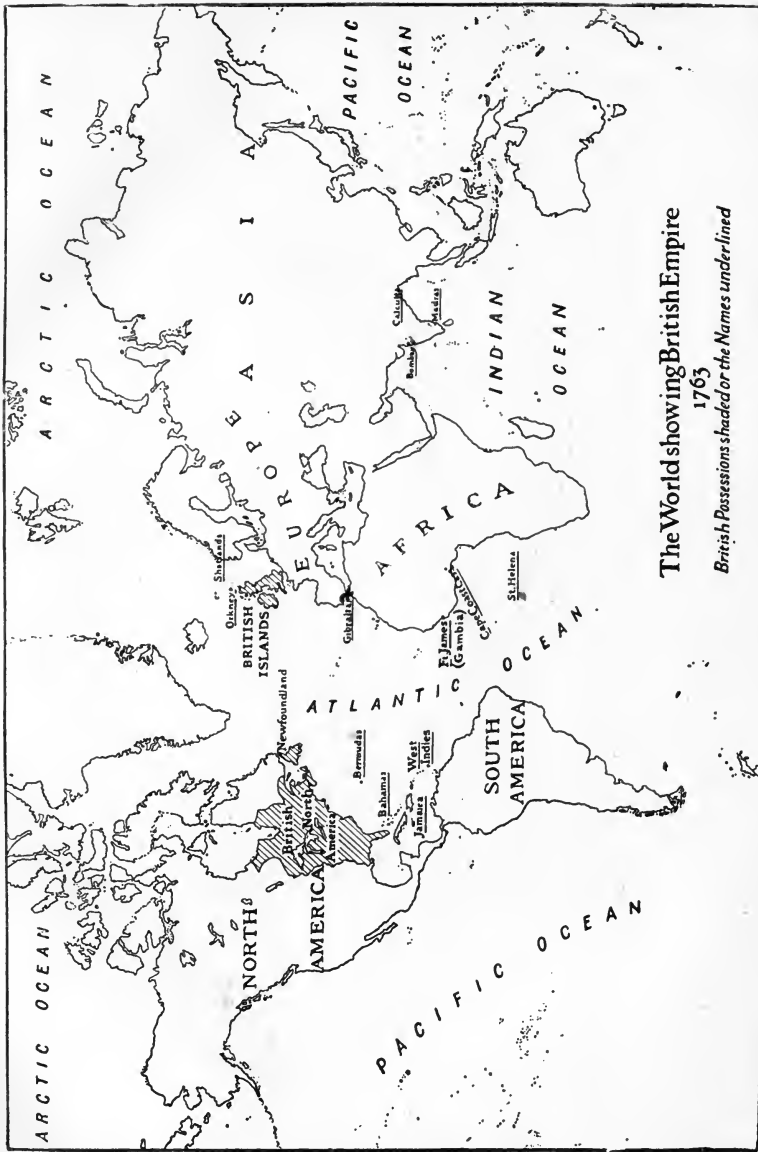 ARCTIC OCEAN
ARCTIC OCEAN
PACIFIC
OCEAN
EUROPE
ASIA
Shetlands
Orkney
BRITISH
ISLANDS
Newfoundland
British
North
America
NORTH
AMERICA
Gibraltar
Bermudas
Bahamas
West
Indies
Jamaica
ATLANTIC OCEAN
AFRICA
Calcutta
Madras
Bombay
INDIAN
OCEAN
Ft. James
(Gambia)
Cape Coast Cas.
St. Helena
SOUTH
AMERICA
PACIFIC OCEAN
The World showing British Empire
1763
British Possessions shaded or the Names underlined